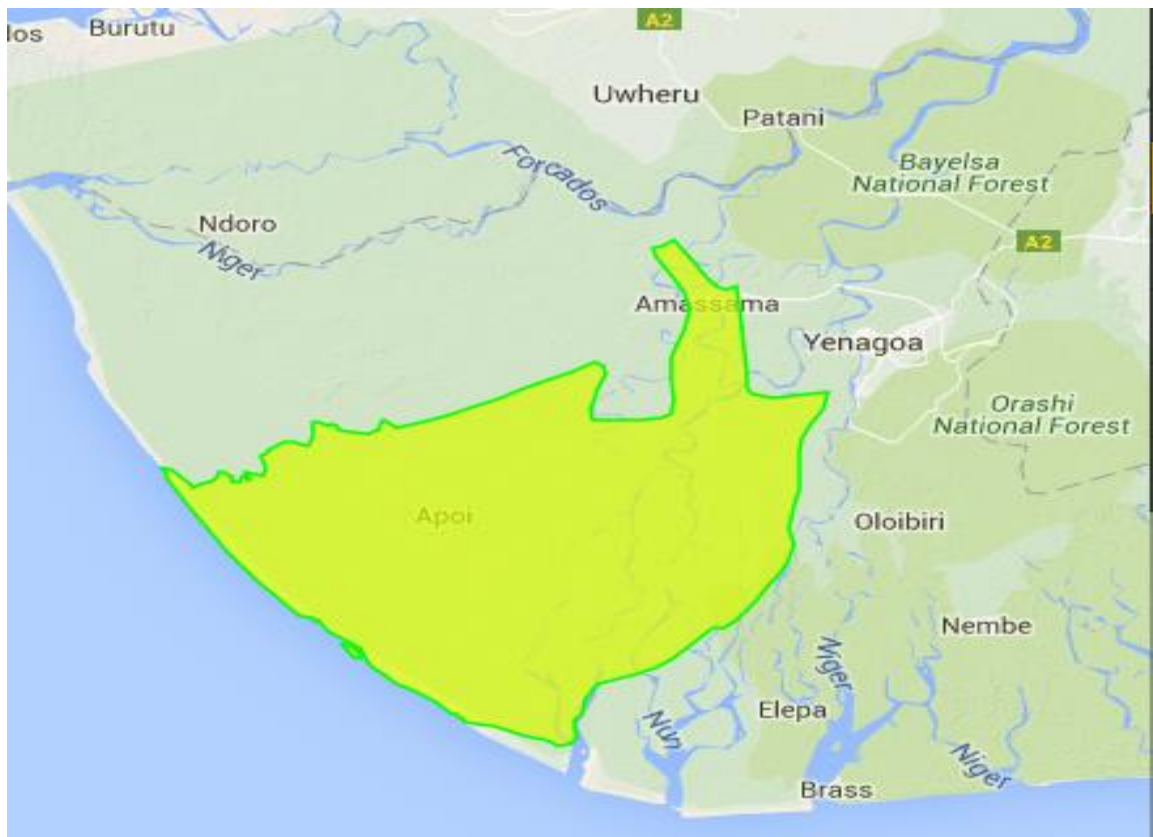 los
Burutu
A2
Uwheru
Patani
Bayelsa
National Forest
Forcados
Ndoro
Niger
A2
Amassama
Yenagoa
Orashi
National Forest
Apoi
Oloibiri
Nembe
Niger
Elepa
Nun
Niger
Brass